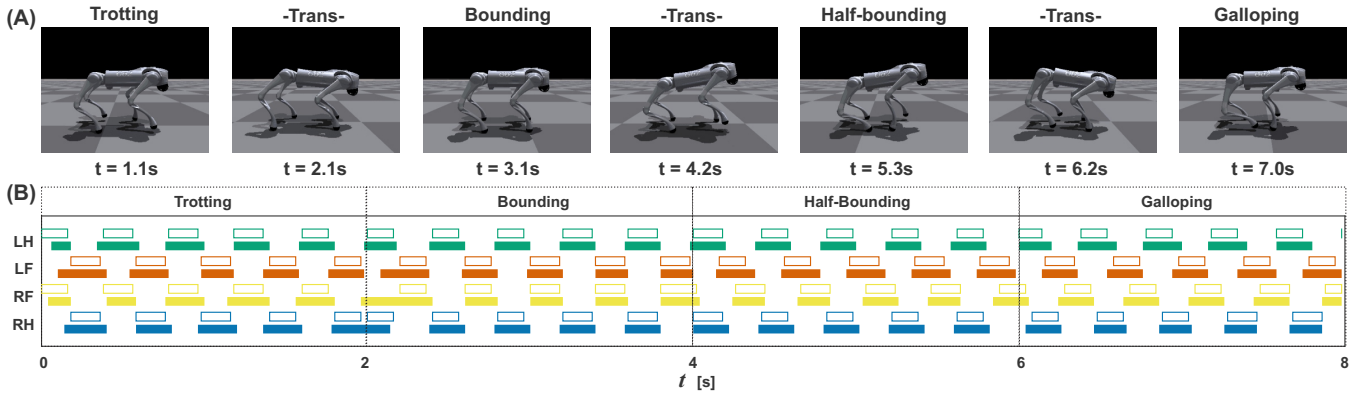 (A)
Trotting -Trans- Bounding -Trans- Half-bounding -Trans- Galloping
t = 1.1s t = 2.1s t = 3.1s t = 4.2s t = 5.3s t = 6.2s t = 7.0s
(B)
Trotting Bounding Half-Bounding Galloping
LH
LF
RF
RH
0 2 4 6 8
t [s]